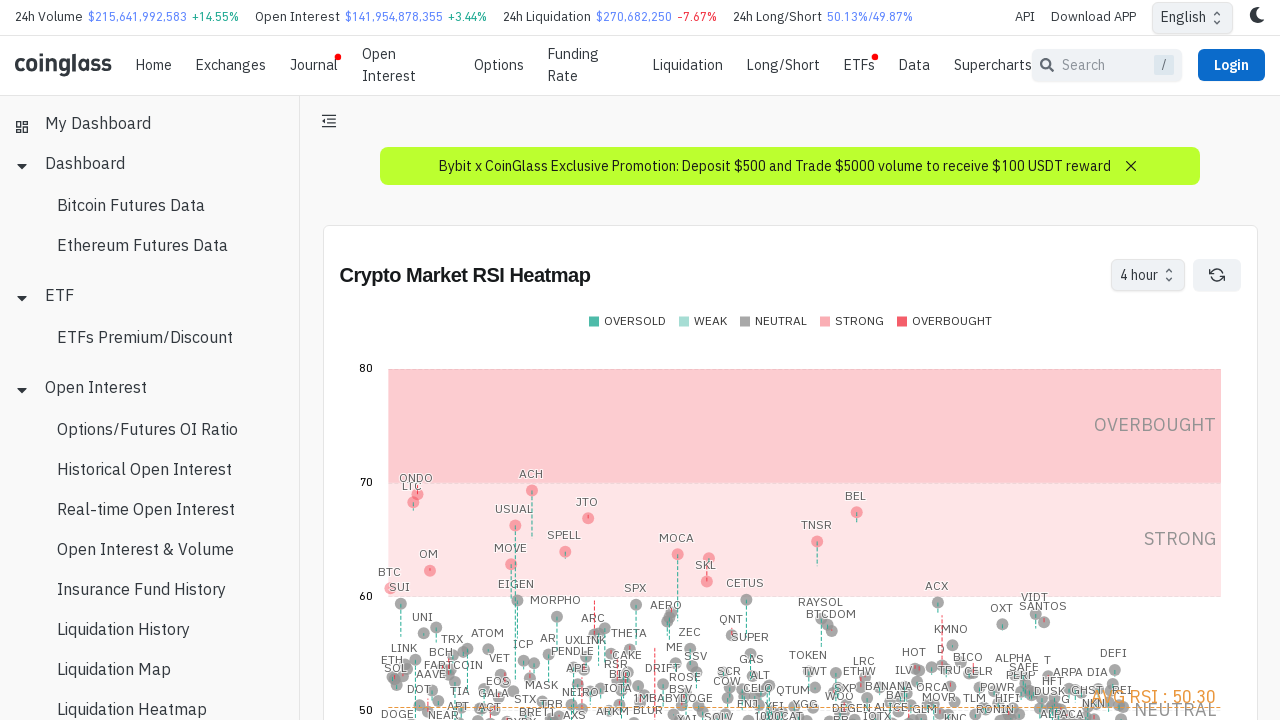 24h Volume $215,641,992,583 +14.55% Open Interest $141,954,878,355 +3.44% 24h Liquidation $270,682,250 -7.67% 24h Long/Short 50.13%/49.87% API Download APP English
coinglass Home Exchanges Journal Open Interest Options Funding Rate Liquidation Long/Short ETFs Data Supercharts Search / Login
My Dashboard
Dashboard
Bitcoin Futures Data
Ethereum Futures Data
ETF
ETFs Premium/Discount
Open Interest
Options/Futures OI Ratio
Historical Open Interest
Real-time Open Interest
Open Interest & Volume
Insurance Fund History
Liquidation History
Liquidation Map
Liquidation Heatmap
Bybit x CoinGlass Exclusive Promotion: Deposit $500 and Trade $5000 volume to receive $100 USDT reward
Crypto Market RSI Heatmap
4 hour
OVERSOLD WEAK NEUTRAL STRONG OVERBOUGHT
80
OVERBOUGHT
70
ONDO ACH
LTC
JTO BEL
USUAL
TNSR
SPELL MOCA STRONG
MOVE
OM
SKL
BTC
SUI EIGEN SPX CETUS ACX
60
MORPHO AERO RAYSOL VIDT
OXT SANTOS
UNI ARC QNT BTCDOM
ATOM THETA ZEC KMNO
TRX ICP AR UXLINK SUPER
LINK BCH PENDLE CAKE ME HOT D DEFI
ETH VET SSV GAS TOKEN LRC BICO ALPHA T
SOL AAVE FARTCOIN APE RSR DRIFT SCR ALT TWT ETHW ILV TRU CELR SAFE ARPA DIA
EOS BIO ROSE COW
DOT TIA GALA MASK NEIRO IOTA BSV CELO QTUM SXP BANANA ORCA POWR HFT DUSK GHST REI
STX IMX BABYDOGE WOO BAT MOVR TLM HIFI NKN AVG RSI : 50.30
DOGE NEAR ACT TRB AXS ARKM BLUR ENJ YGG DEGEN ALICE GLM RONIN NEUTRAL
50 KNC ALPACA